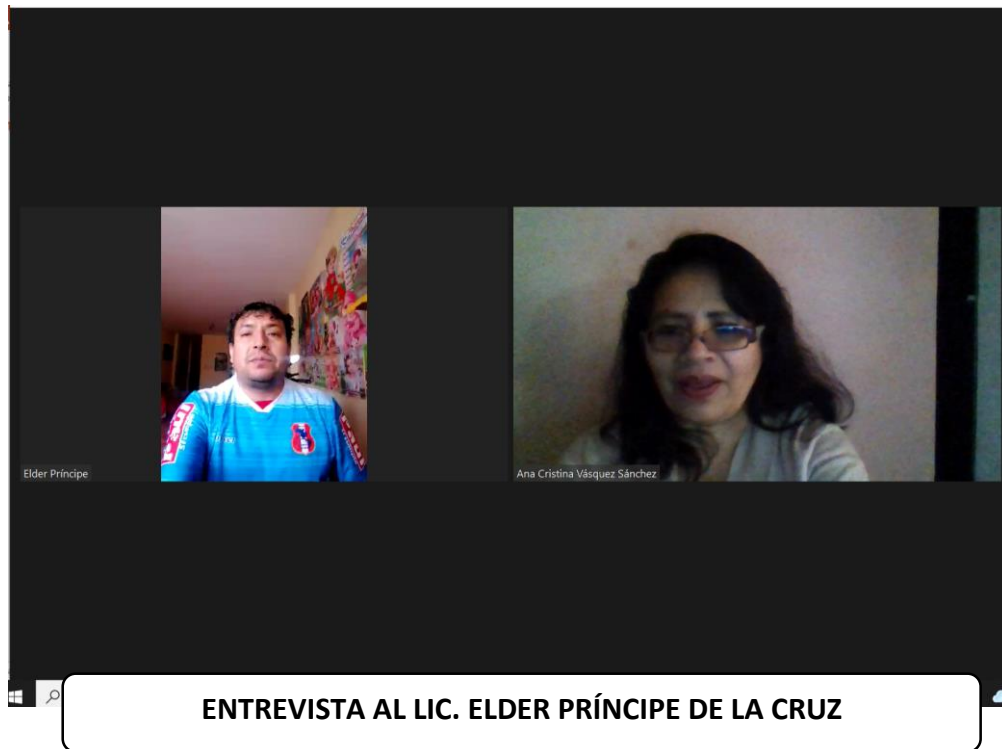 Elder Príncipe
Ana Cristina Vásquez Sánchez
ENTREVISTA AL LIC. ELDER PRÍNCIPE DE LA CRUZ